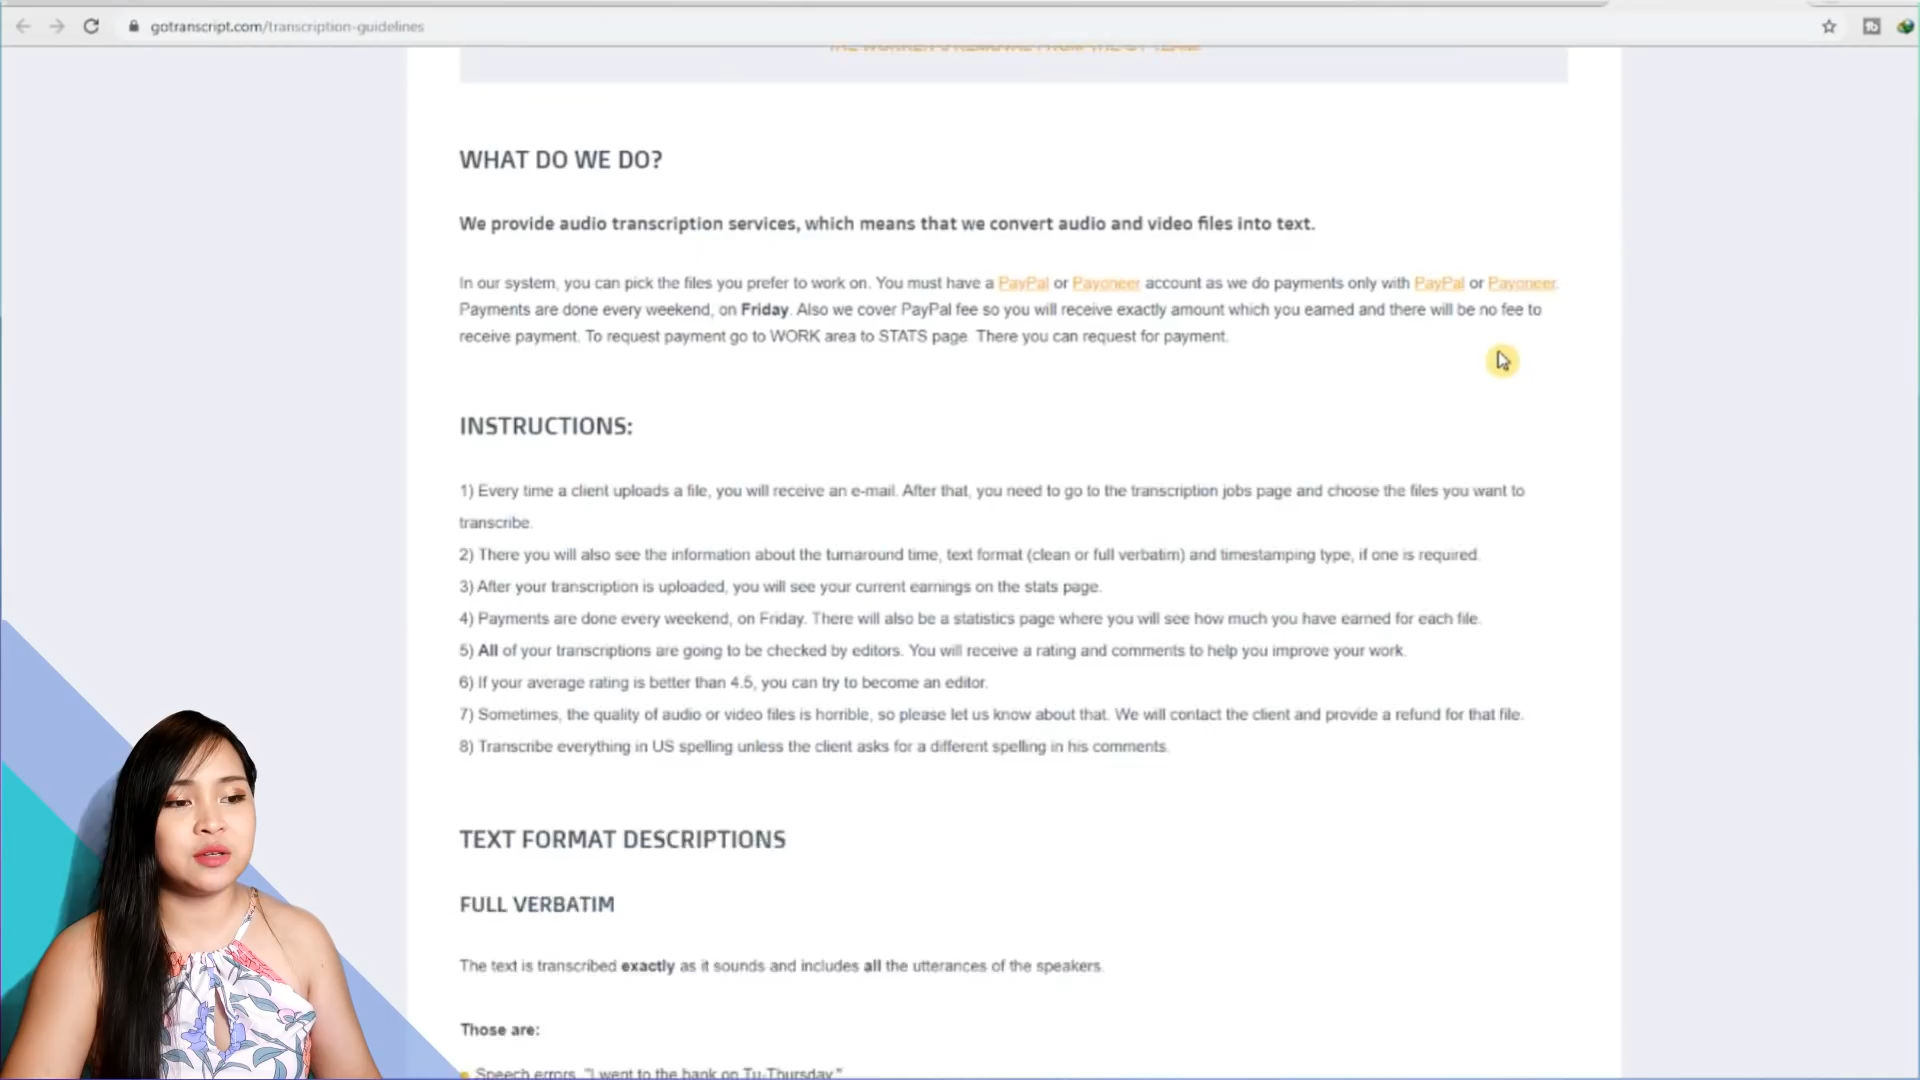 gotranscript.com/transcription-guidelines
WHAT DO WE DO?
We provide audio transcription services, which means that we convert audio and video files into text.
In our system, you can pick the files you prefer to work on. You must have a PayPal or Payoneer account as we do payments only with PayPal or Payoneer.
Payments are done every weekend, on Friday. Also we cover PayPal fee so you will receive exactly amount which you earned and there will be no fee to
receive payment. To request payment go to WORK area to STATS page. There you can request for payment.
INSTRUCTIONS:
1) Every time a client uploads a file, you will receive an e-mail. After that, you need to go to the transcription jobs page and choose the files you want to
transcribe.
2) There you will also see the information about the turnaround time, text format (clean or full verbatim) and timestamping type, if one is required.
3) After your transcription is uploaded, you will see your current earnings on the stats page.
4) Payments are done every weekend, on Friday. There will also be a statistics page where you will see how much you have earned for each file.
5) All of your transcriptions are going to be checked by editors. You will receive a rating and comments to help you improve your work.
6) If your average rating is better than 4.5, you can try to become an editor.
7) Sometimes, the quality of audio or video files is horrible, so please let us know about that. We will contact the client and provide a refund for that file.
8) Transcribe everything in US spelling unless the client asks for a different spelling in his comments.
TEXT FORMAT DESCRIPTIONS
FULL VERBATIM
The text is transcribed exactly as it sounds and includes all the utterances of the speakers.
Those are:
Speech errors. "I went to the bank on Tu-Thursday."